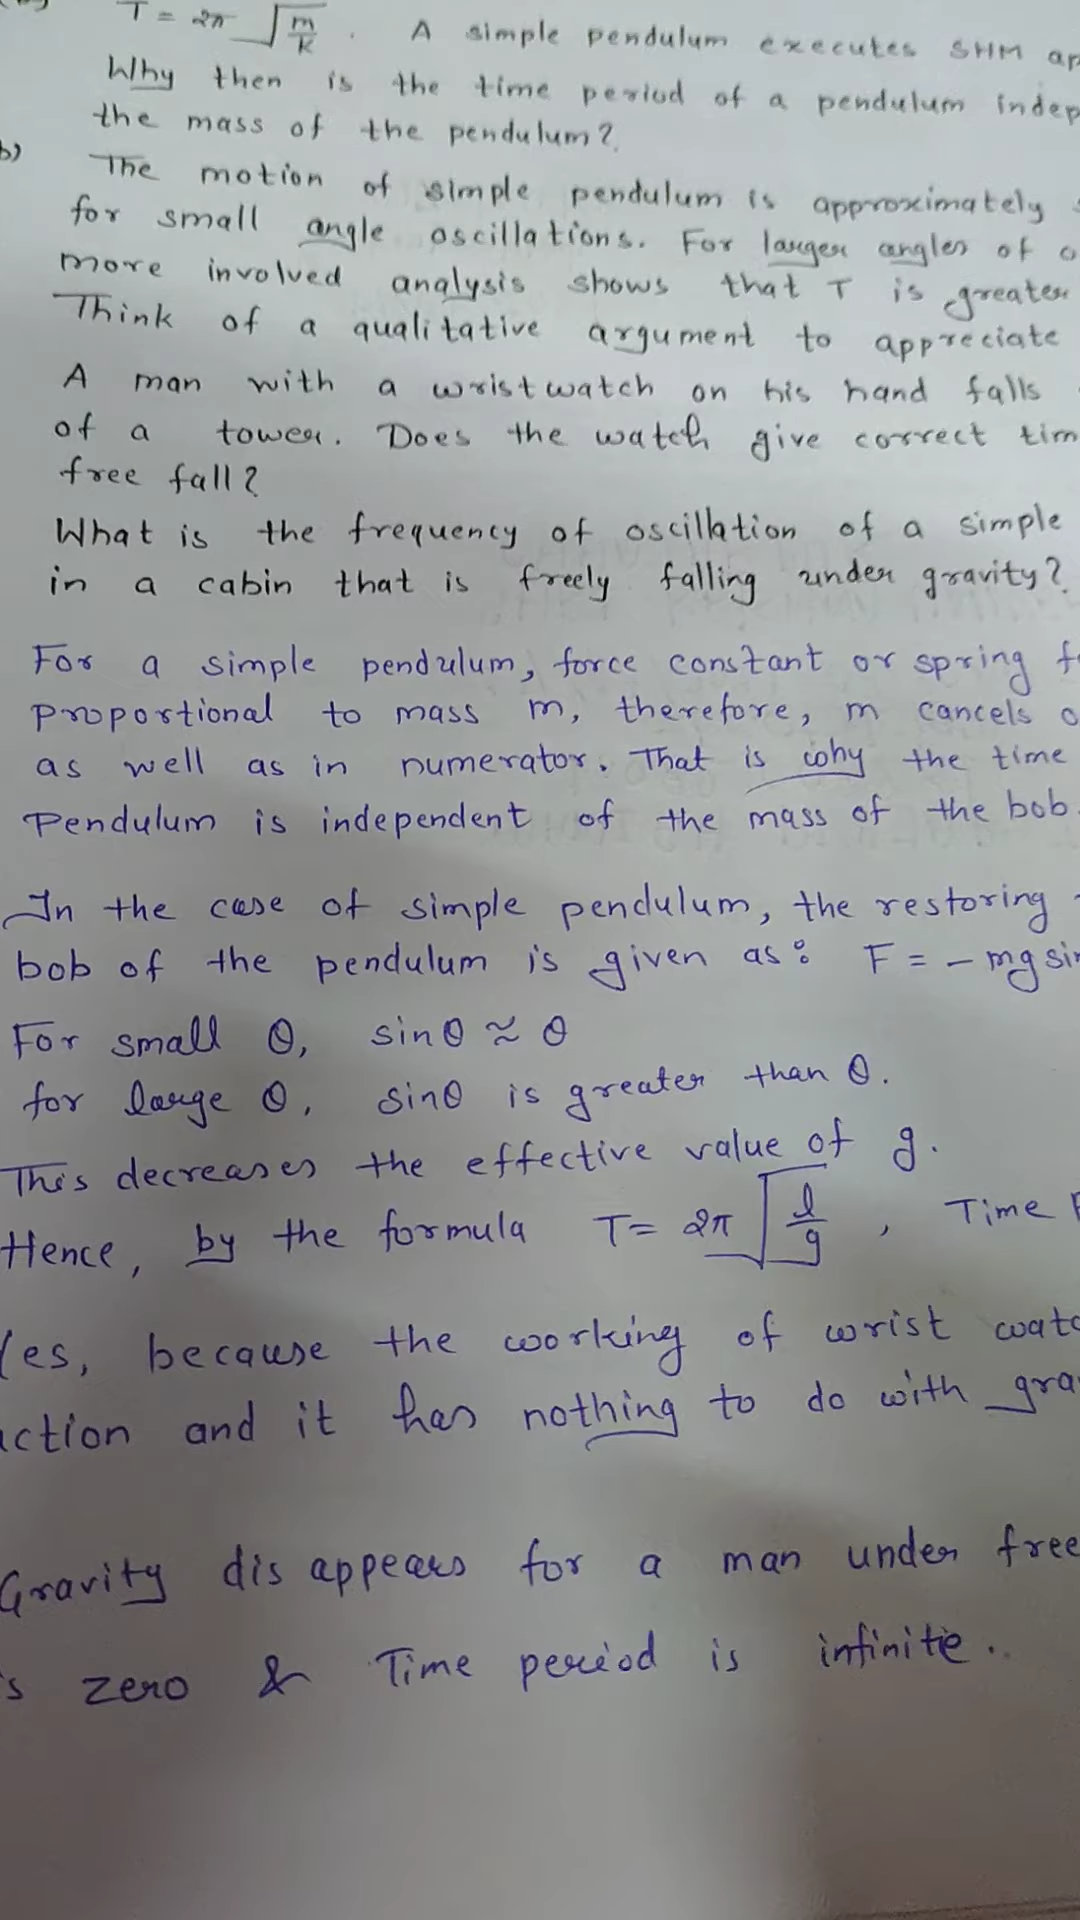 T = 2π √m/k . A simple pendulum executes SHM ap
Why then is the time period of a pendulum indep
the mass of the pendulum?
b) The motion of simple pendulum is approximately s
for small angle oscillations. For larger angles of o
more involved analysis shows that T is greater
Think of a qualitative argument to appreciate
A man with a wristwatch on his hand falls
of a tower. Does the watch give correct tim
free fall?
What is the frequency of oscillation of a simple
in a cabin that is freely falling under gravity?
For a simple pendulum, force constant or spring f
proportional to mass m, therefore, m cancels o
as well as in numerator. That is why the time
Pendulum is independent of the mass of the bob.
In the case of simple pendulum, the restoring
bob of the pendulum is given as: F = - mg sin
For small θ, sin θ ≈ θ
for large θ, sinθ is greater than θ.
This decreases the effective value of g.
Hence, by the formula T = 2π √l/g , Time P
Yes, because the working of wrist watc
action and it has nothing to do with gra
Gravity disappears for a man under free
is zero & Time period is infinite..